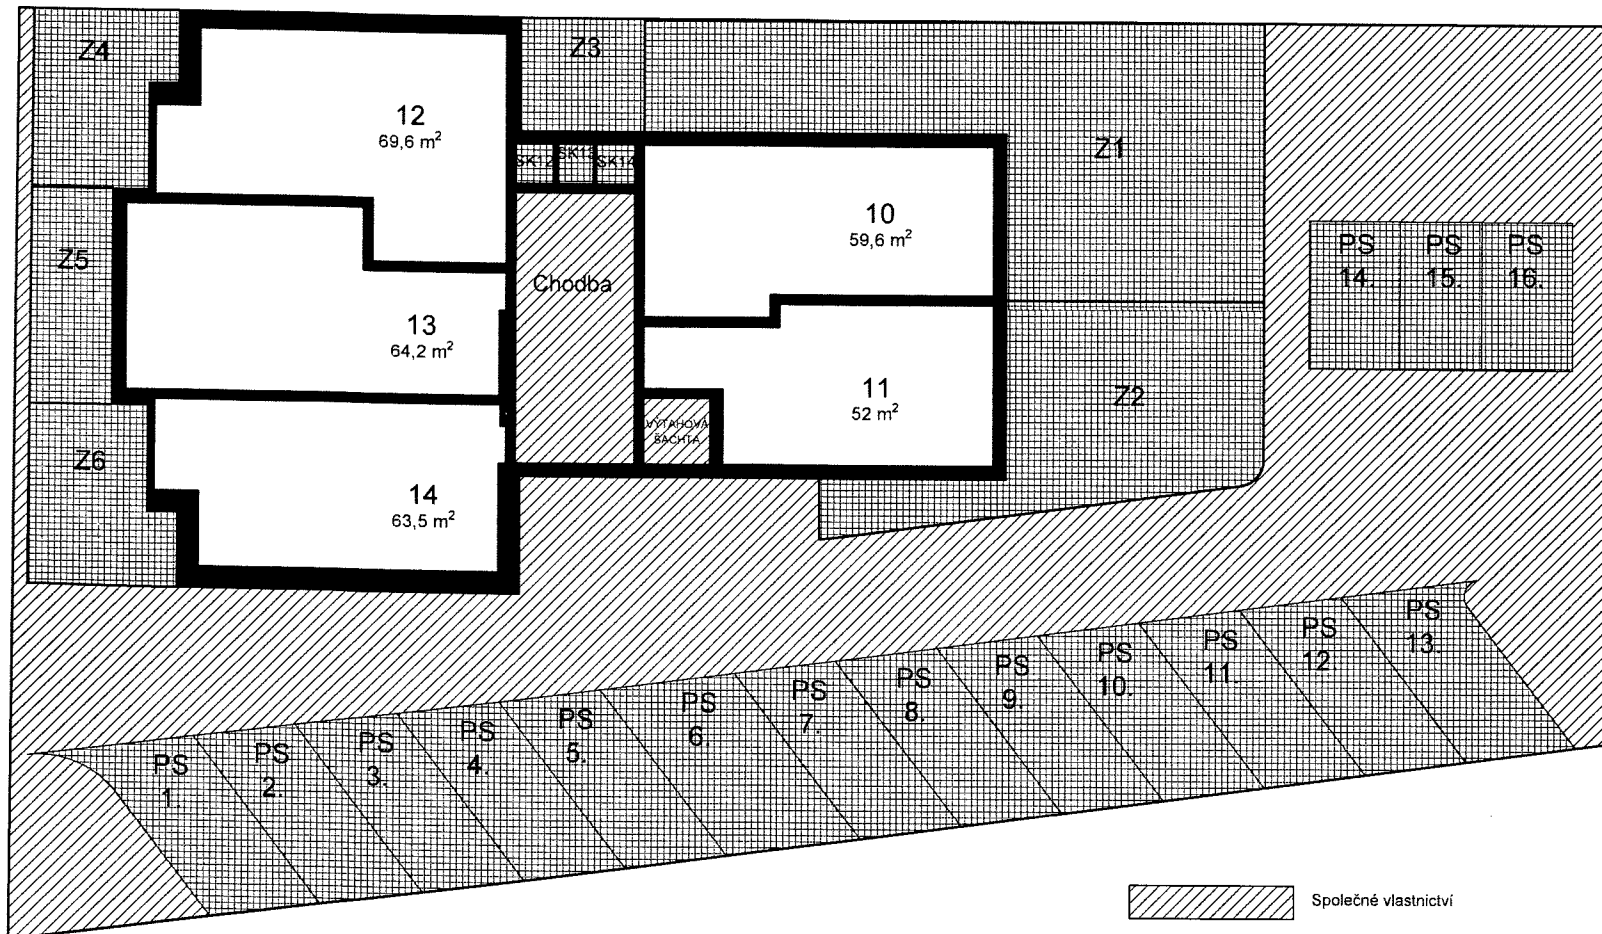 Z4
Z3
12
69,6 m²
SK12
SK13
SK14
Z1
10
59,6 m²
Z5
Chodba
PS
14.
PS
15.
PS
16.
13
64,2 m²
11
52 m²
Z2
VÝTAHOVÁ
ŠACHTA
Z6
14
63,5 m²
PS
1.
PS
2.
PS
3.
PS
4.
PS
5.
PS
6.
PS
7.
PS
8.
PS
9.
PS
10.
PS
11.
PS
12
PS
13.
Společné vlastnictví